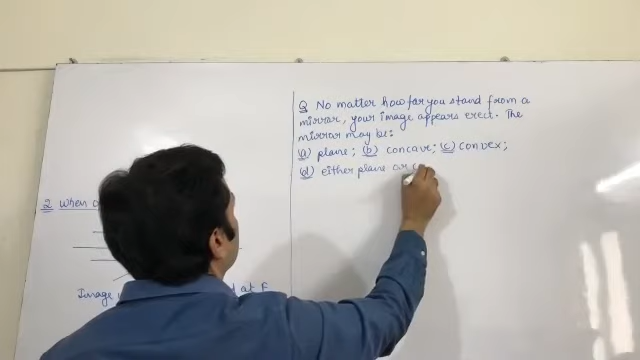 Q No matter how far you stand from a
mirror, your image appears erect. The
mirror may be:
(a) plane; (b) concave; (c) convex;
(d) either plane or
2 When
Image
at F